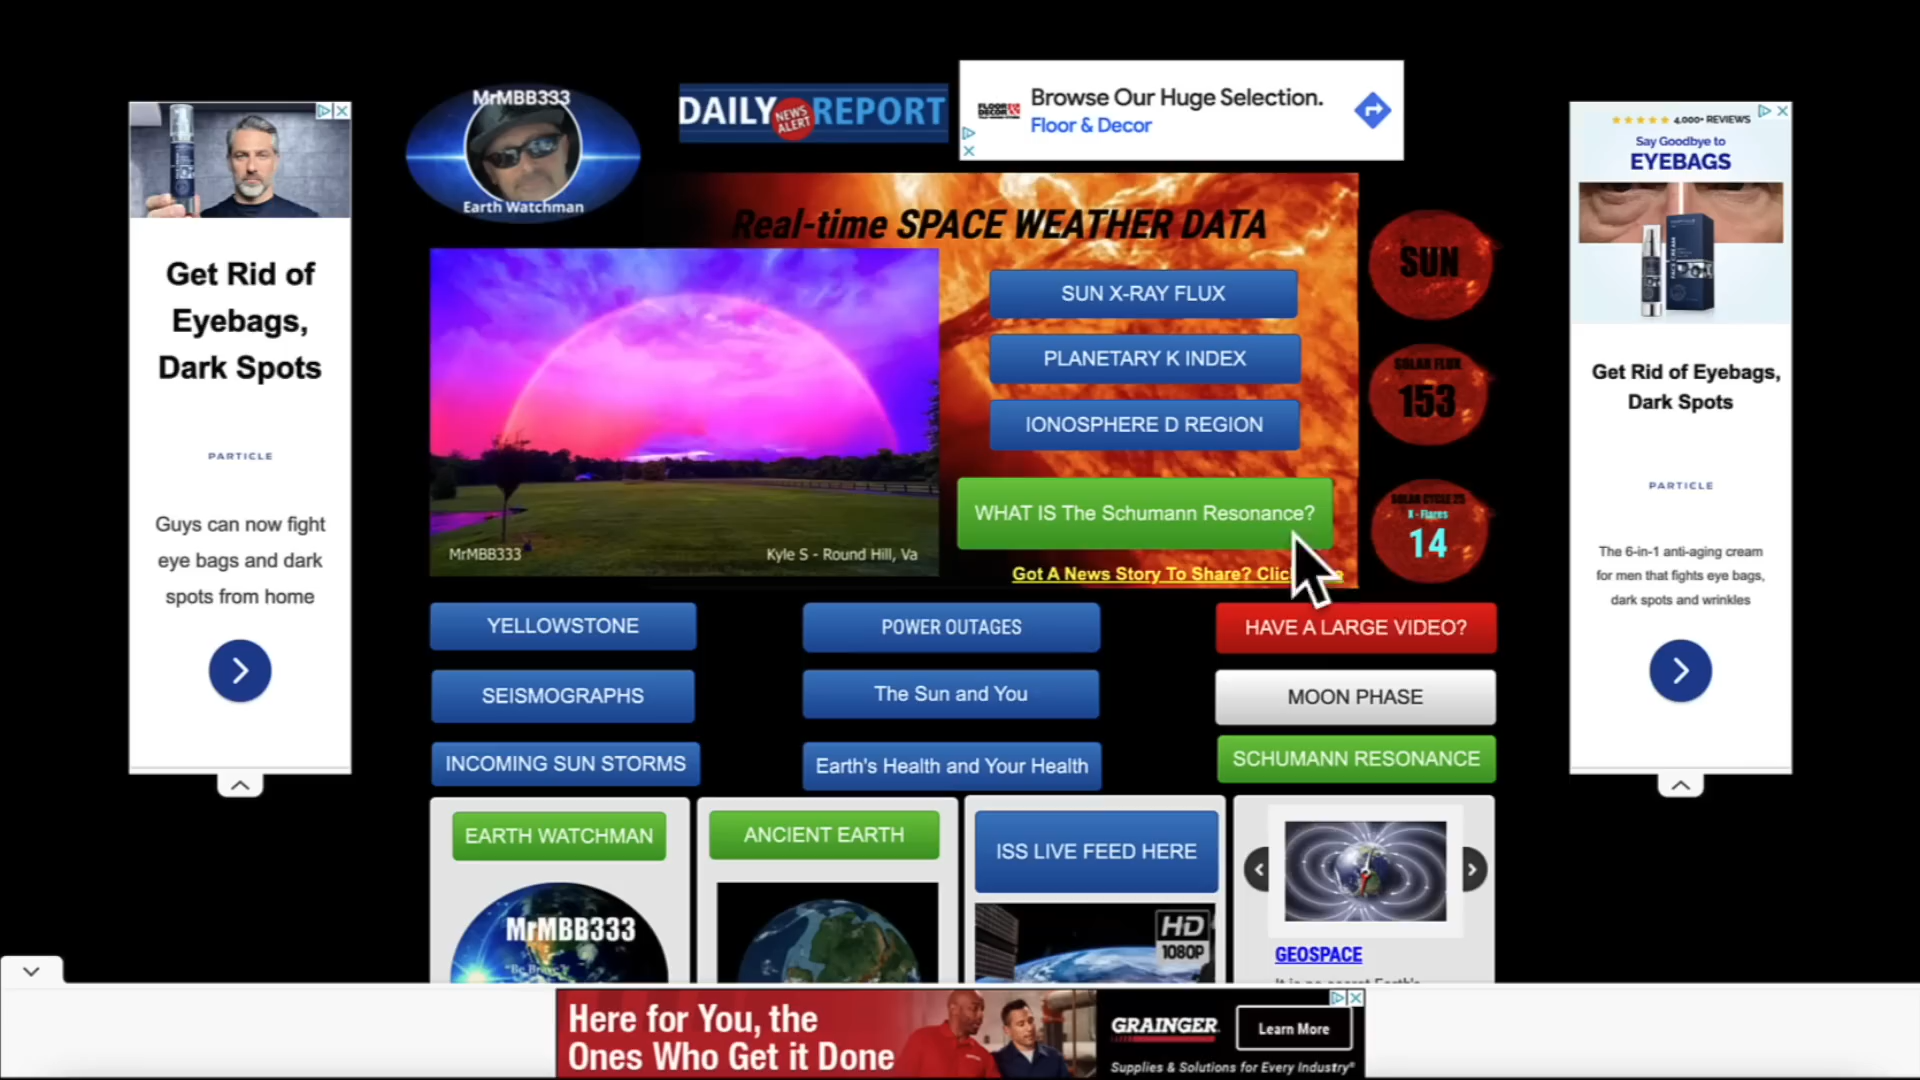 MrMBB333
Earth Watchman
DAILY NEWS ALERT REPORT
Browse Our Huge Selection.
Floor & Decor
Get Rid of
Eyebags,
Dark Spots
PARTICLE
Guys can now fight
eye bags and dark
spots from home
Real-time SPACE WEATHER DATA
MrMBB333
Kyle S - Round Hill, Va
SUN X-RAY FLUX
PLANETARY K INDEX
IONOSPHERE D REGION
WHAT IS The Schumann Resonance?
Got A News Story To Share?
SUN
SOLAR FLUX
153
SOLAR CYCLE 25
X - Flares
14
4,000+ REVIEWS
Say Goodbye to
EYEBAGS
Get Rid of Eyebags,
Dark Spots
PARTICLE
The 6-in-1 anti-aging cream
for men that fights eye bags,
dark spots and wrinkles
YELLOWSTONE
POWER OUTAGES
HAVE A LARGE VIDEO?
SEISMOGRAPHS
The Sun and You
MOON PHASE
INCOMING SUN STORMS
Earth's Health and Your Health
SCHUMANN RESONANCE
EARTH WATCHMAN
ANCIENT EARTH
ISS LIVE FEED HERE
MrMBB333
HD
1080P
GEOSPACE
Here for You, the
Ones Who Get it Done
GRAINGER
Learn More
Supplies & Solutions for Every Industry